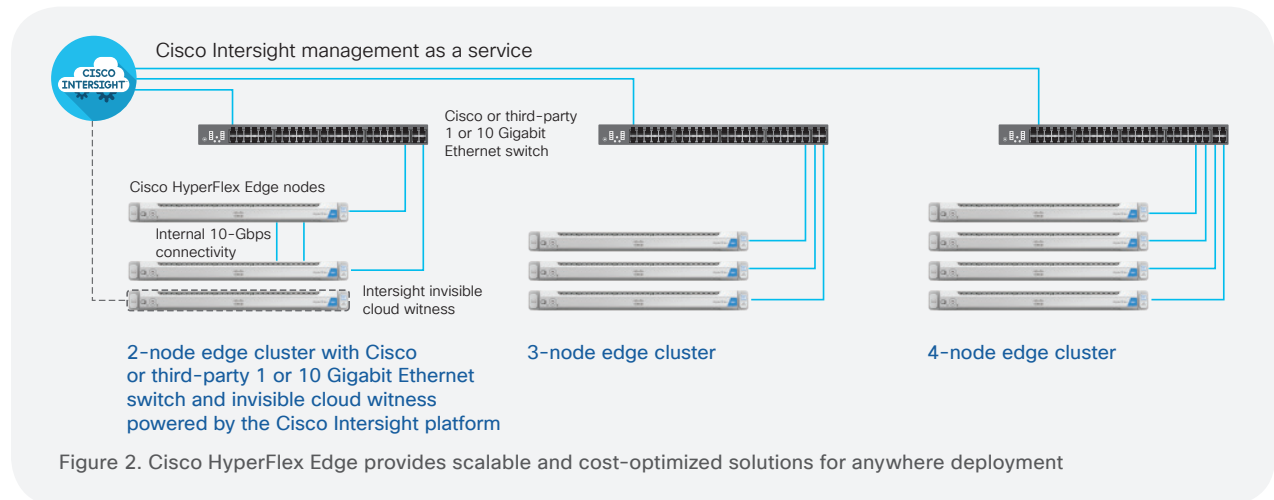 Cisco Intersight management as a service
CISCO
INTERSIGHT
Cisco or third-party
1 or 10 Gigabit
Ethernet switch
Cisco HyperFlex Edge nodes
Internal 10-Gbps
connectivity
Intersight invisible
cloud witness
2-node edge cluster with Cisco
or third-party 1 or 10 Gigabit Ethernet
switch and invisible cloud witness
powered by the Cisco Intersight platform
3-node edge cluster
4-node edge cluster
Figure 2. Cisco HyperFlex Edge provides scalable and cost-optimized solutions for anywhere deployment